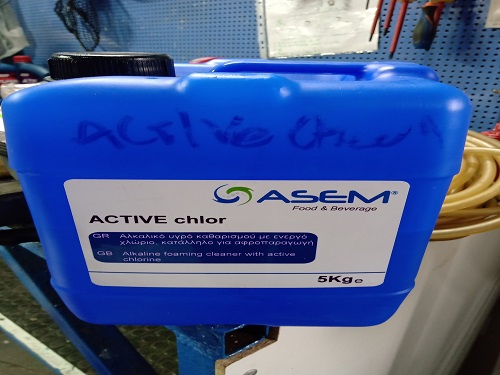 Active Chlor
ASEM®
Food & Beverage
ACTIVE chlor
GR Αλκαλικό υγρό καθαρισμού με ενεργό
χλώριο, κατάλληλο για αφροπαραγωγή
GB Alkaline foaming cleaner with active
chlorine
5Kg℮